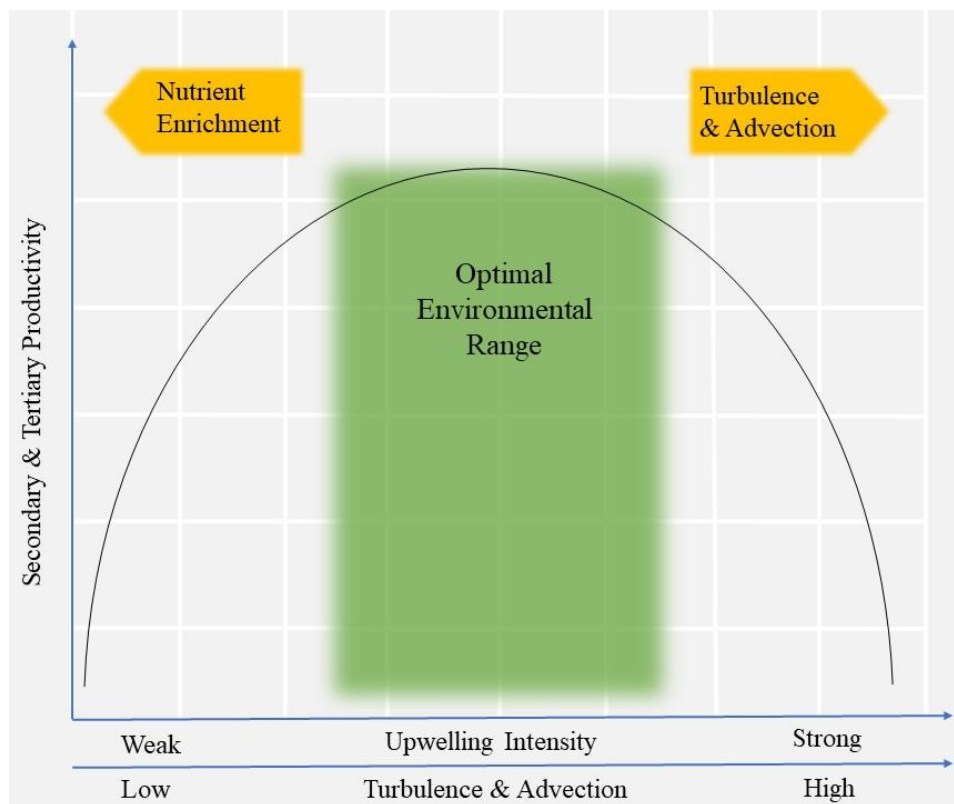 Nutrient
Enrichment
Turbulence
& Advection
Optimal
Environmental
Range
Secondary & Tertiary Productivity
Weak
Upwelling Intensity
Strong
Low
Turbulence & Advection
High